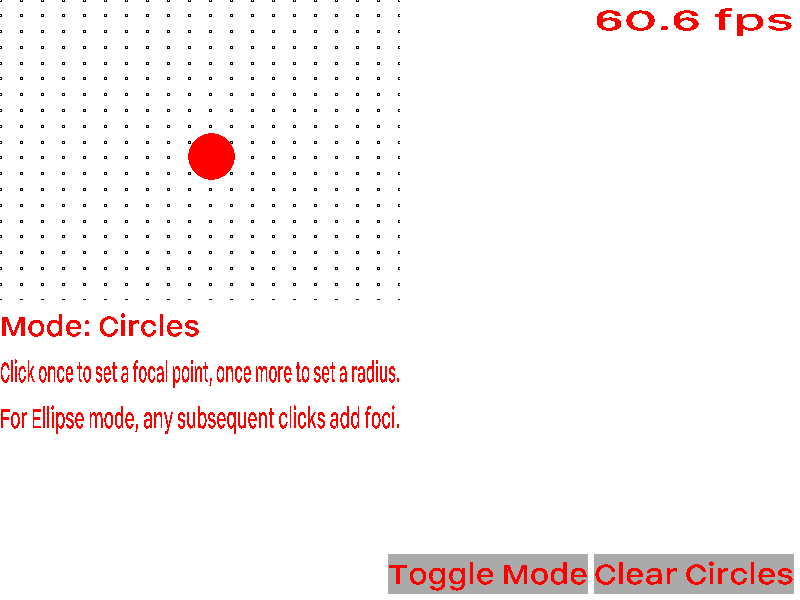 60.6 fps
Mode: Circles
Click once to set a focal point, once more to set a radius.
For Ellipse mode, any subsequent clicks add foci.
Toggle Mode Clear Circles